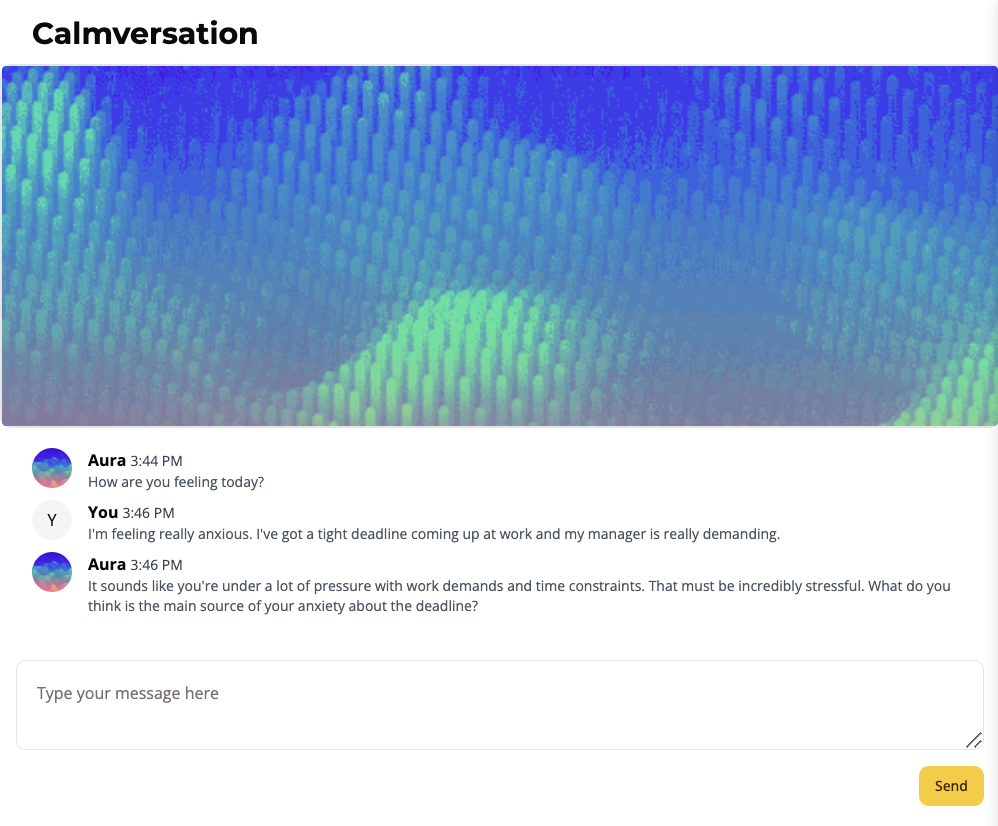 Calmversation
Aura 3:44 PM
How are you feeling today?
Y
You 3:46 PM
I'm feeling really anxious. I've got a tight deadline coming up at work and my manager is really demanding.
Aura 3:46 PM
It sounds like you're under a lot of pressure with work demands and time constraints. That must be incredibly stressful. What do you
think is the main source of your anxiety about the deadline?
Type your message here
Send